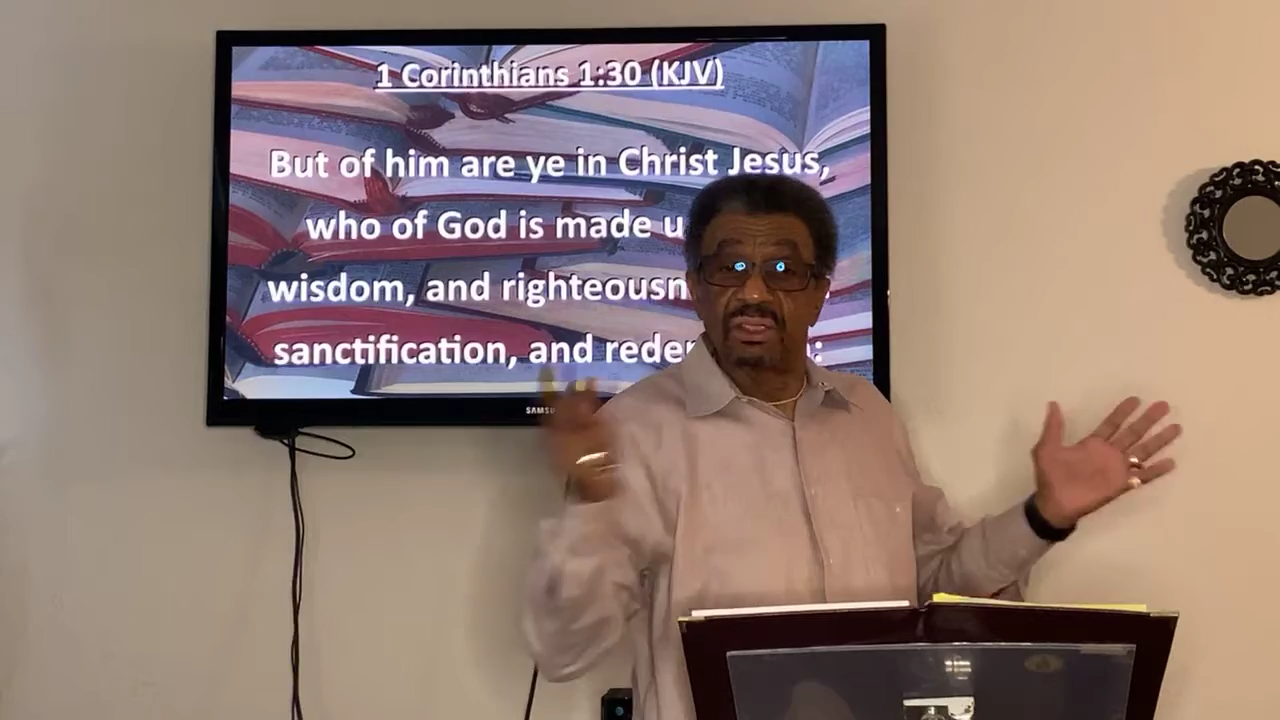 1 Corinthians 1:30 (KJV)
But of him are ye in Christ Jesus,
who of God is made
wisdom, and
sanctification, and
SAMSU